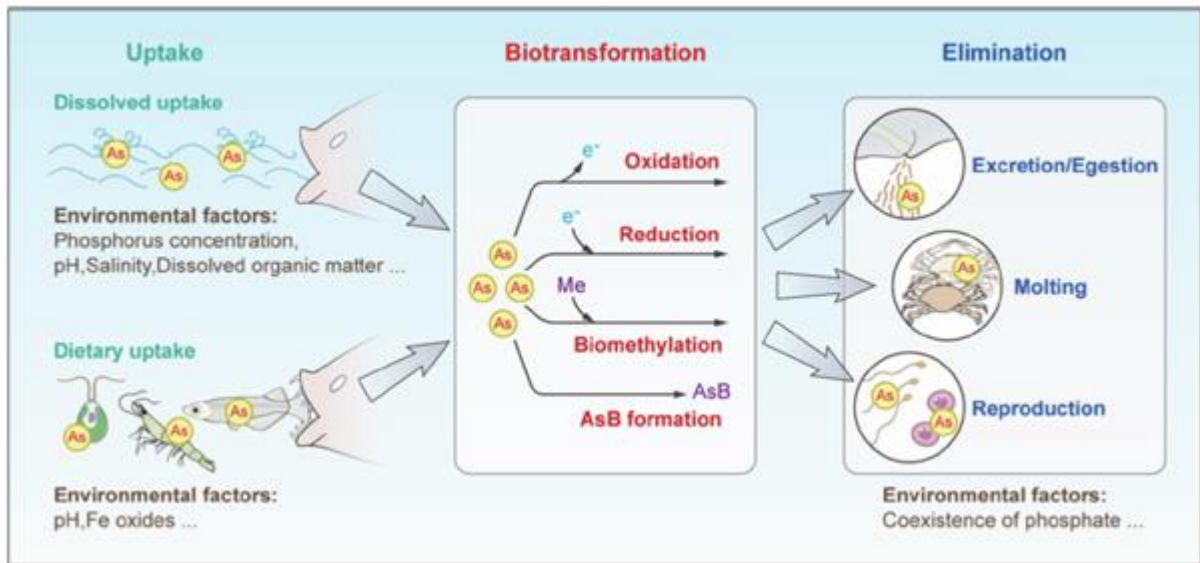 Uptake
Biotransformation
Elimination
Dissolved uptake
As
As
As
Environmental factors:
Phosphorus concentration,
pH,Salinity,Dissolved organic matter ...
Dietary uptake
As
As
As
Environmental factors:
pH,Fe oxides ...
e⁻
Oxidation
e⁻
Reduction
As
As
As
As
Me
Biomethylation
AsB
AsB formation
As
Excretion/Egestion
As
Molting
As
As
Reproduction
Environmental factors:
Coexistence of phosphate ...